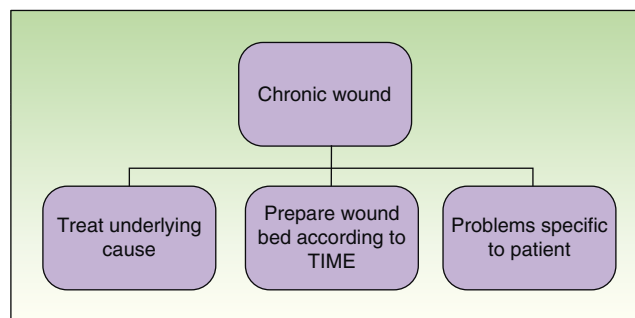 Chronic wound
Treat underlying
cause
Prepare wound
bed according to
TIME
Problems specific
to patient